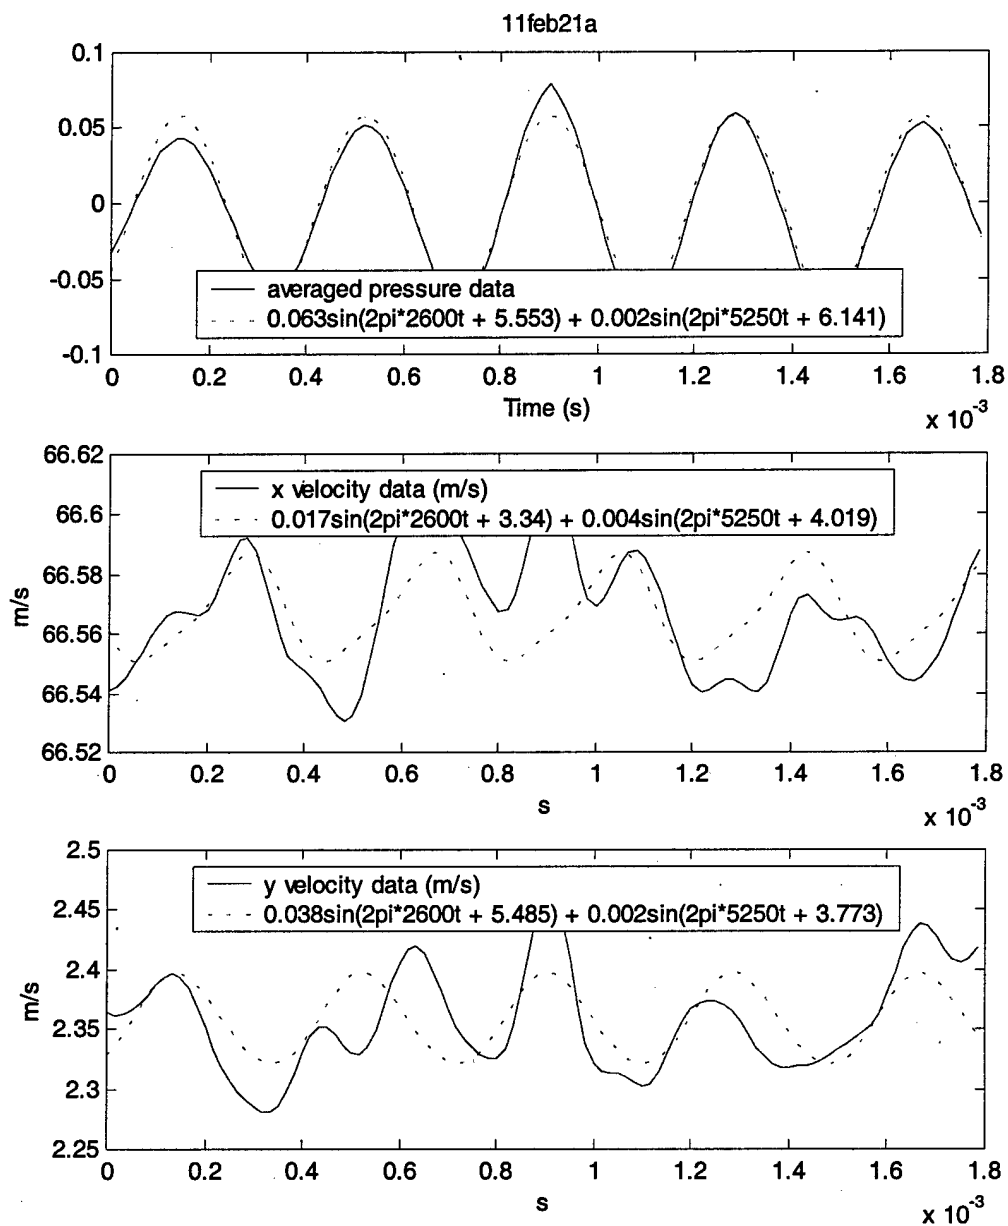 11feb21a
0.1
0.05
0
-0.05
-0.1
averaged pressure data
0.063sin(2pi*2600t + 5.553) + 0.002sin(2pi*5250t + 6.141)
0 0.2 0.4 0.6 0.8 1 1.2 1.4 1.6 1.8
Time (s)
x 10^-3
66.62
66.6
66.58
66.56
66.54
66.52
m/s
x velocity data (m/s)
0.017sin(2pi*2600t + 3.34) + 0.004sin(2pi*5250t + 4.019)
0 0.2 0.4 0.6 0.8 1 1.2 1.4 1.6 1.8
s
x 10^-3
2.5
2.45
2.4
2.35
2.3
2.25
m/s
y velocity data (m/s)
0.038sin(2pi*2600t + 5.485) + 0.002sin(2pi*5250t + 3.773)
0 0.2 0.4 0.6 0.8 1 1.2 1.4 1.6 1.8
s
x 10^-3